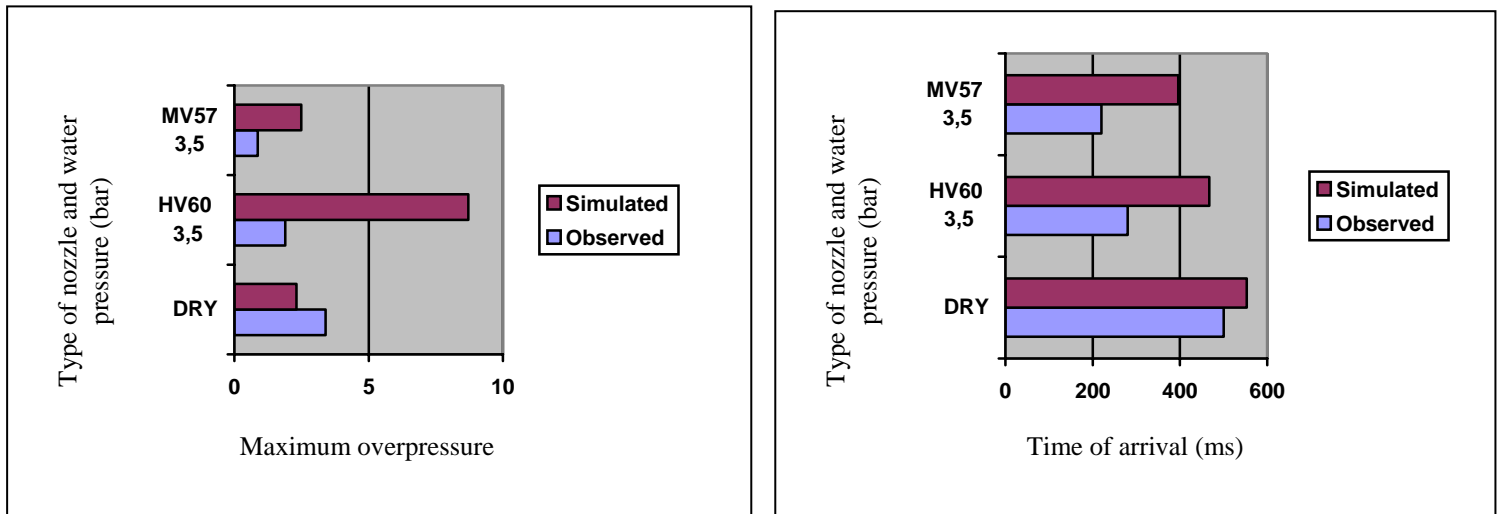 Type of nozzle and water
pressure (bar)
MV57
3,5
HV60
3,5
DRY
0
5
10
Maximum overpressure
Simulated
Observed
Type of nozzle and water
pressure (bar)
MV57
3,5
HV60
3,5
DRY
0
200
400
600
Time of arrival (ms)
Simulated
Observed